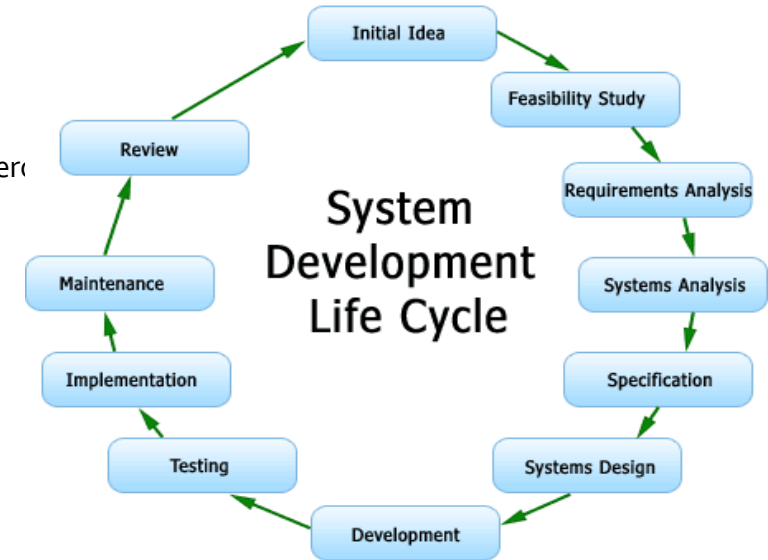 Initial Idea
Feasibility Study
Requirements Analysis
Systems Analysis
Specification
Systems Design
Development
Testing
Implementation
Maintenance
Review
System
Development
Life Cycle